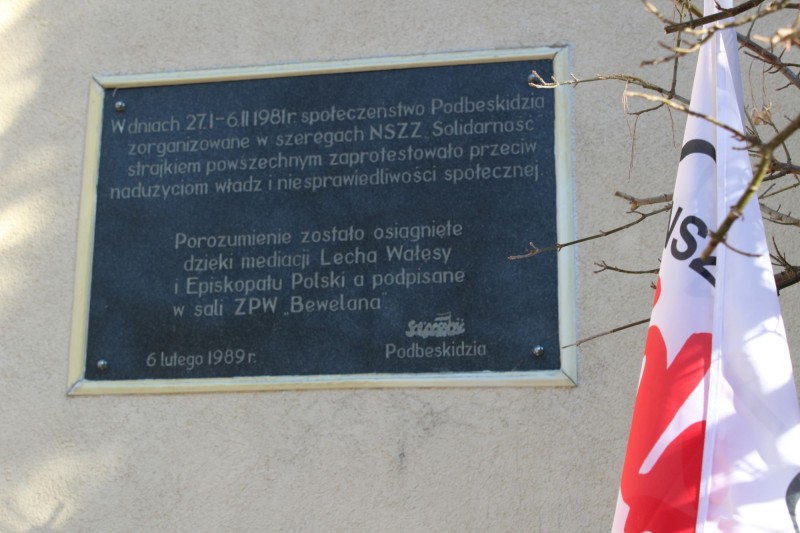 W dniach 27.I–6.II 1981r. społeczeństwo Podbeskidzia
zorganizowane w szeregach NSZZ „Solidarność
strajkiem powszechnym zaprotestowało przeciw
nadużyciom władz i niesprawiedliwości społecznej.
Porozumienie zostało osiągnięte
dzięki mediacji Lecha Wałęsy
i Episkopatu Polski a podpisane
w sali ZPW „Bewelana"
Solidarność
6 lutego 1989 r.
Podbeskidzia
NSZ